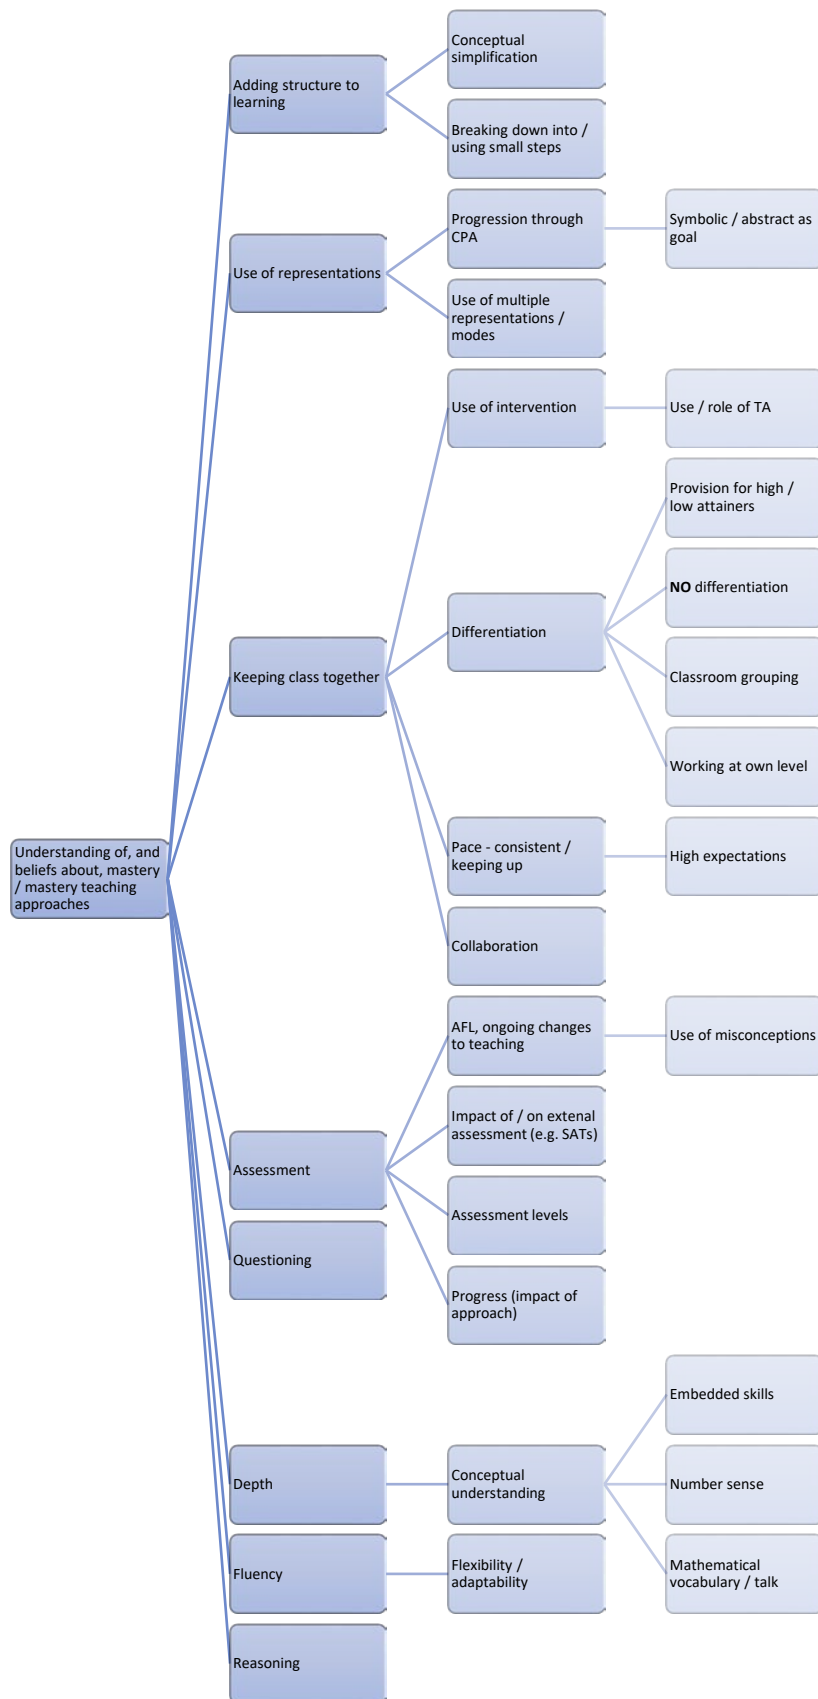 Conceptual
simplification
Adding structure to
learning
Breaking down into /
using small steps
Progression through
CPA
Symbolic / abstract as
goal
Use of representations
Use of multiple
representations /
modes
Use of intervention
Use / role of TA
Provision for high /
low attainers
NO differentiation
Differentiation
Classroom grouping
Keeping class together
Working at own level
Understanding of, and
beliefs about, mastery
/ mastery teaching
approaches
Pace - consistent /
keeping up
High expectations
Collaboration
AFL, ongoing changes
to teaching
Use of misconceptions
Impact of / on extenal
assessment (e.g. SATs)
Assessment
Assessment levels
Questioning
Progress (impact of
approach)
Embedded skills
Depth
Conceptual
understanding
Number sense
Mathematical
vocabulary / talk
Fluency
Flexibility /
adaptability
Reasoning